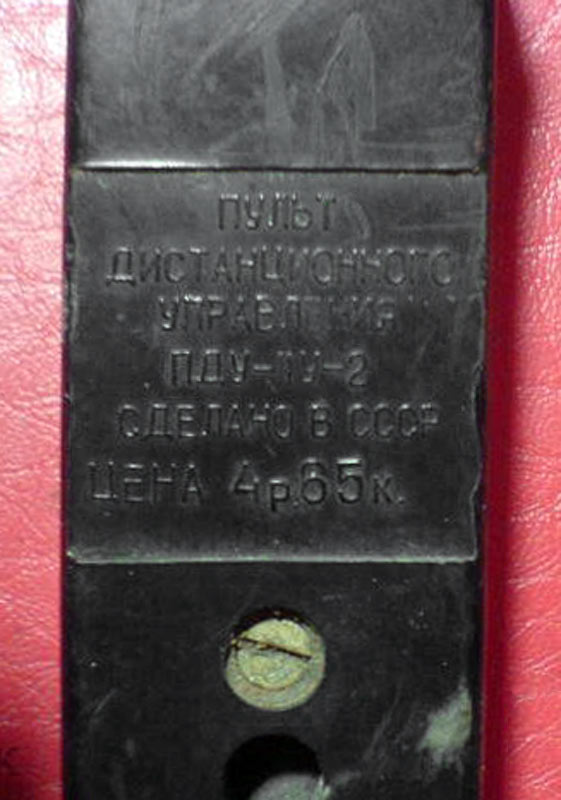 ПУЛЬТ
ДИСТАНЦИОННОГО
УПРАВЛЕНИЯ
ПДУ-ТУ-2
СДЕЛАНО В СССР
ЦЕНА 4р.65к.